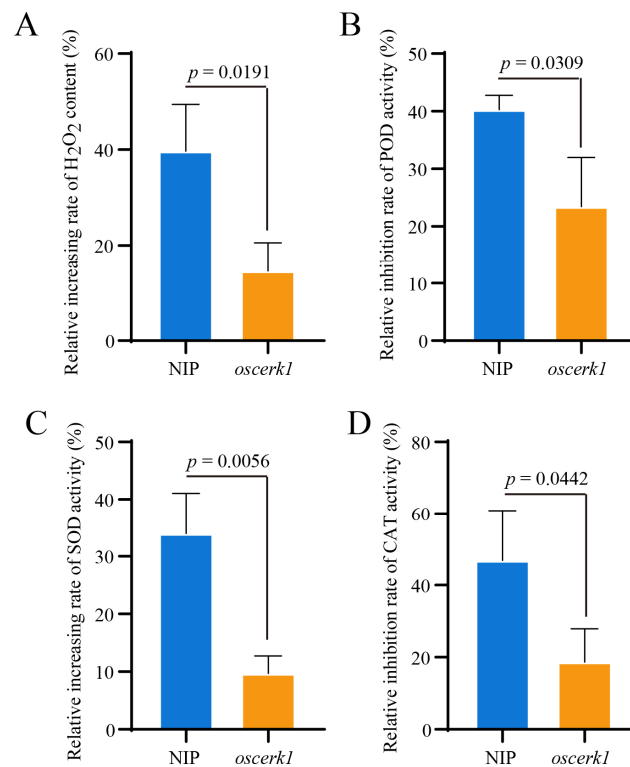 A
Relative increasing rate of H₂O₂ content (%)
60
40
20
0
p = 0.0191
NIP
oscerk1
B
Relative inhibition rate of POD activity (%)
50
40
30
20
10
0
p = 0.0309
NIP
oscerk1
C
Relative increasing rate of SOD activity (%)
50
40
30
20
10
0
p = 0.0056
NIP
oscerk1
D
Relative inhibition rate of CAT activity (%)
80
60
40
20
0
p = 0.0442
NIP
oscerk1